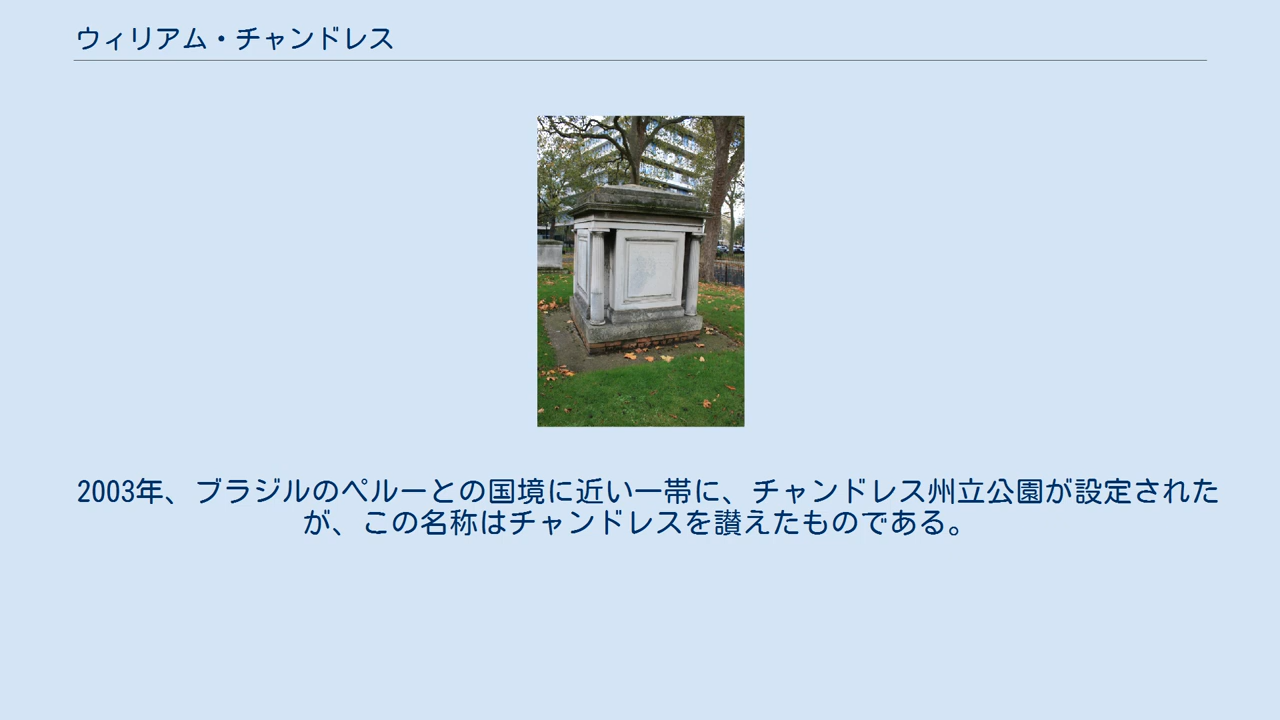 ウィリアム・チャンドレス
2003年、ブラジルのペルーとの国境に近い一帯に、チャンドレス州立公園が設定された
が、この名称はチャンドレスを讃えたものである。